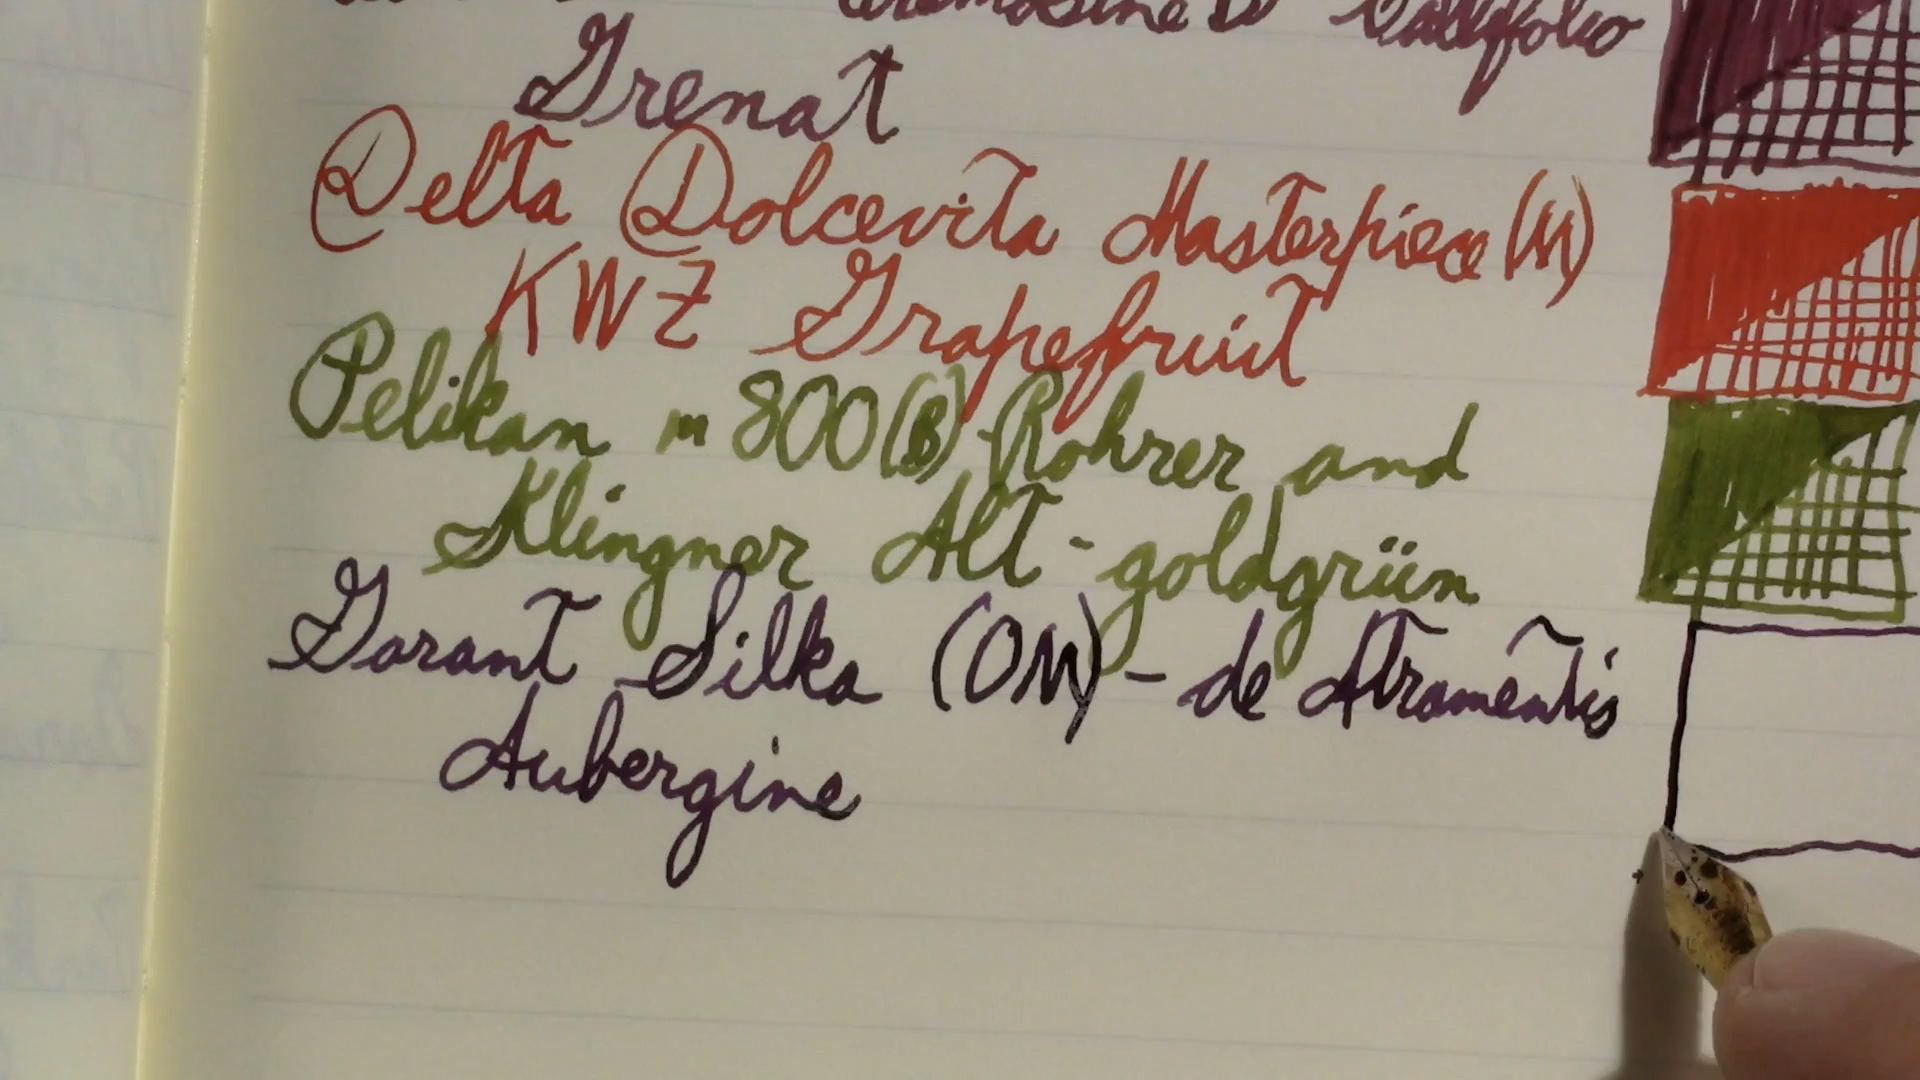 Callifolio
Grenat
Delta Dolcevita Masterpiece (M)
KWZ Grapefruit
Pelikan m800 (B) - Rohrer and
Klingner Alt-goldgrün
Garant Silka (OM) - de Atramentis
Aubergine